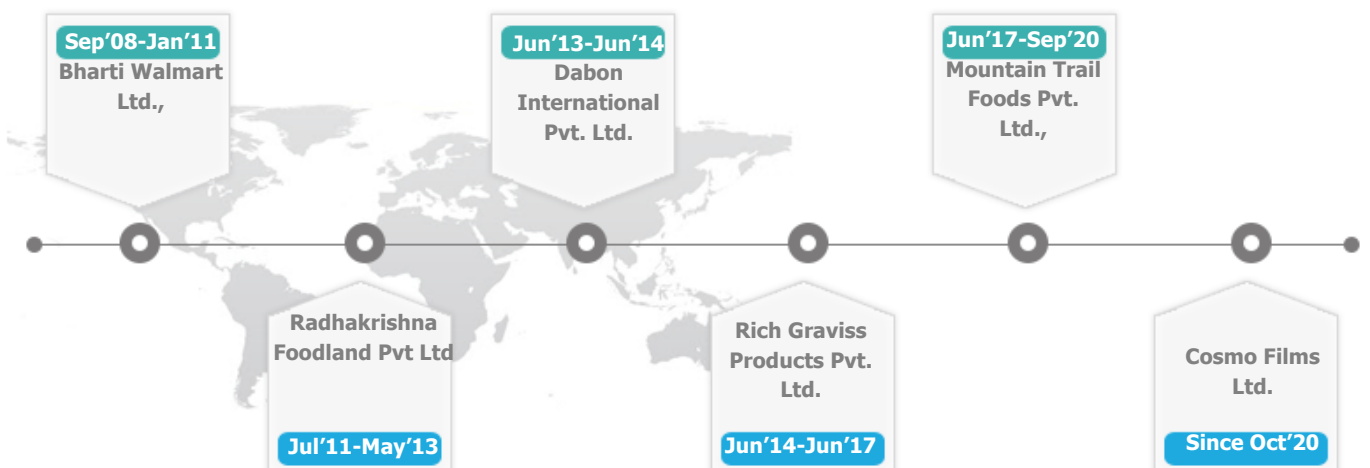 Sep’08-Jan’11
Bharti Walmart
Ltd.,
Radhakrishna
Foodland Pvt Ltd
Jul’11-May’13
Jun’13-Jun’14
Dabon
International
Pvt. Ltd.
Rich Graviss
Products Pvt.
Ltd.
Jun’14-Jun’17
Jun’17-Sep’20
Mountain Trail
Foods Pvt.
Ltd.,
Cosmo Films
Ltd.
Since Oct’20